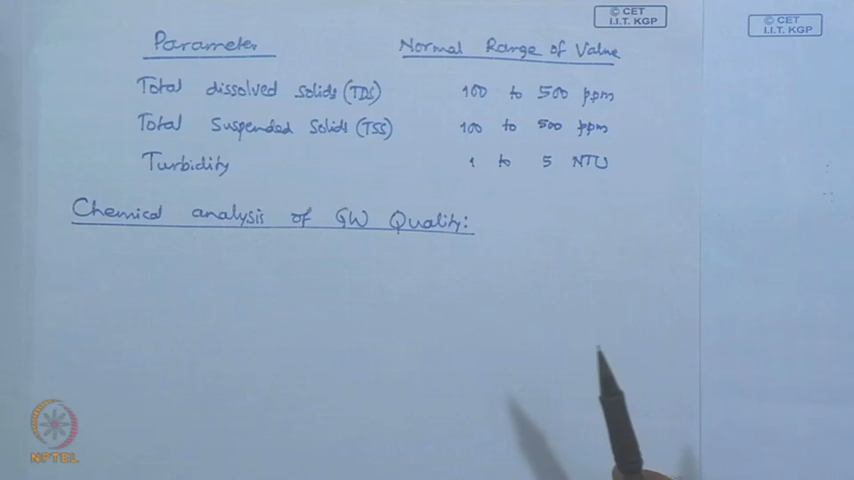 © CET
I.I.T. KGP
© CET
I.I.T. KGP
Parameter Normal Range of Value
Total dissolved solids (TDS) 100 to 500 ppm
Total Suspended Solids (TSS) 100 to 500 ppm
Turbidity 1 to 5 NTU
Chemical analysis of GW Quality:
NPTEL